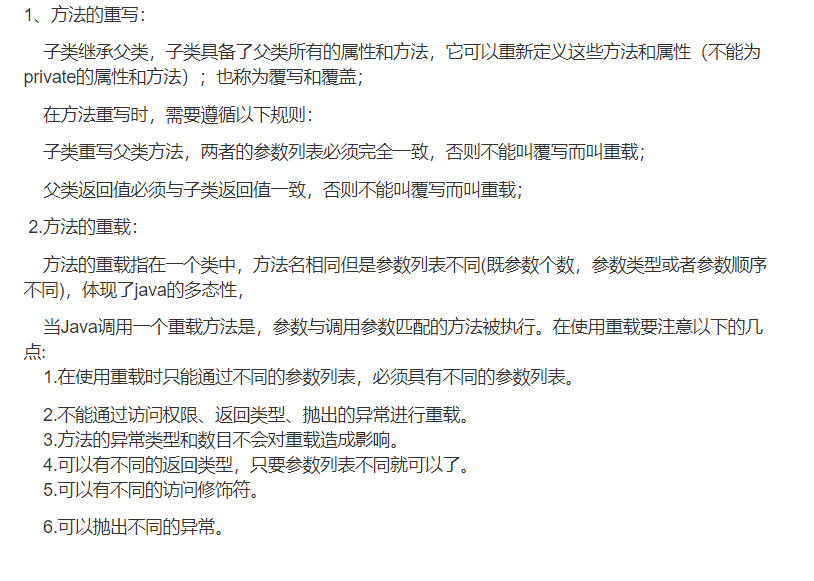 1、方法的重写：
子类继承父类，子类具备了父类所有的属性和方法，它可以重新定义这些方法和属性（不能为
private的属性和方法）；也称为覆写和覆盖；
在方法重写时，需要遵循以下规则：
子类重写父类方法，两者的参数列表必须完全一致，否则不能叫覆写而叫重载；
父类返回值必须与子类返回值一致，否则不能叫覆写而叫重载；
2.方法的重载：
方法的重载指在一个类中，方法名相同但是参数列表不同(既参数个数，参数类型或者参数顺序
不同)，体现了java的多态性，
当Java调用一个重载方法是，参数与调用参数匹配的方法被执行。在使用重载要注意以下的几
点:
1.在使用重载时只能通过不同的参数列表，必须具有不同的参数列表。
2.不能通过访问权限、返回类型、抛出的异常进行重载。
3.方法的异常类型和数目不会对重载造成影响。
4.可以有不同的返回类型，只要参数列表不同就可以了。
5.可以有不同的访问修饰符。
6.可以抛出不同的异常。